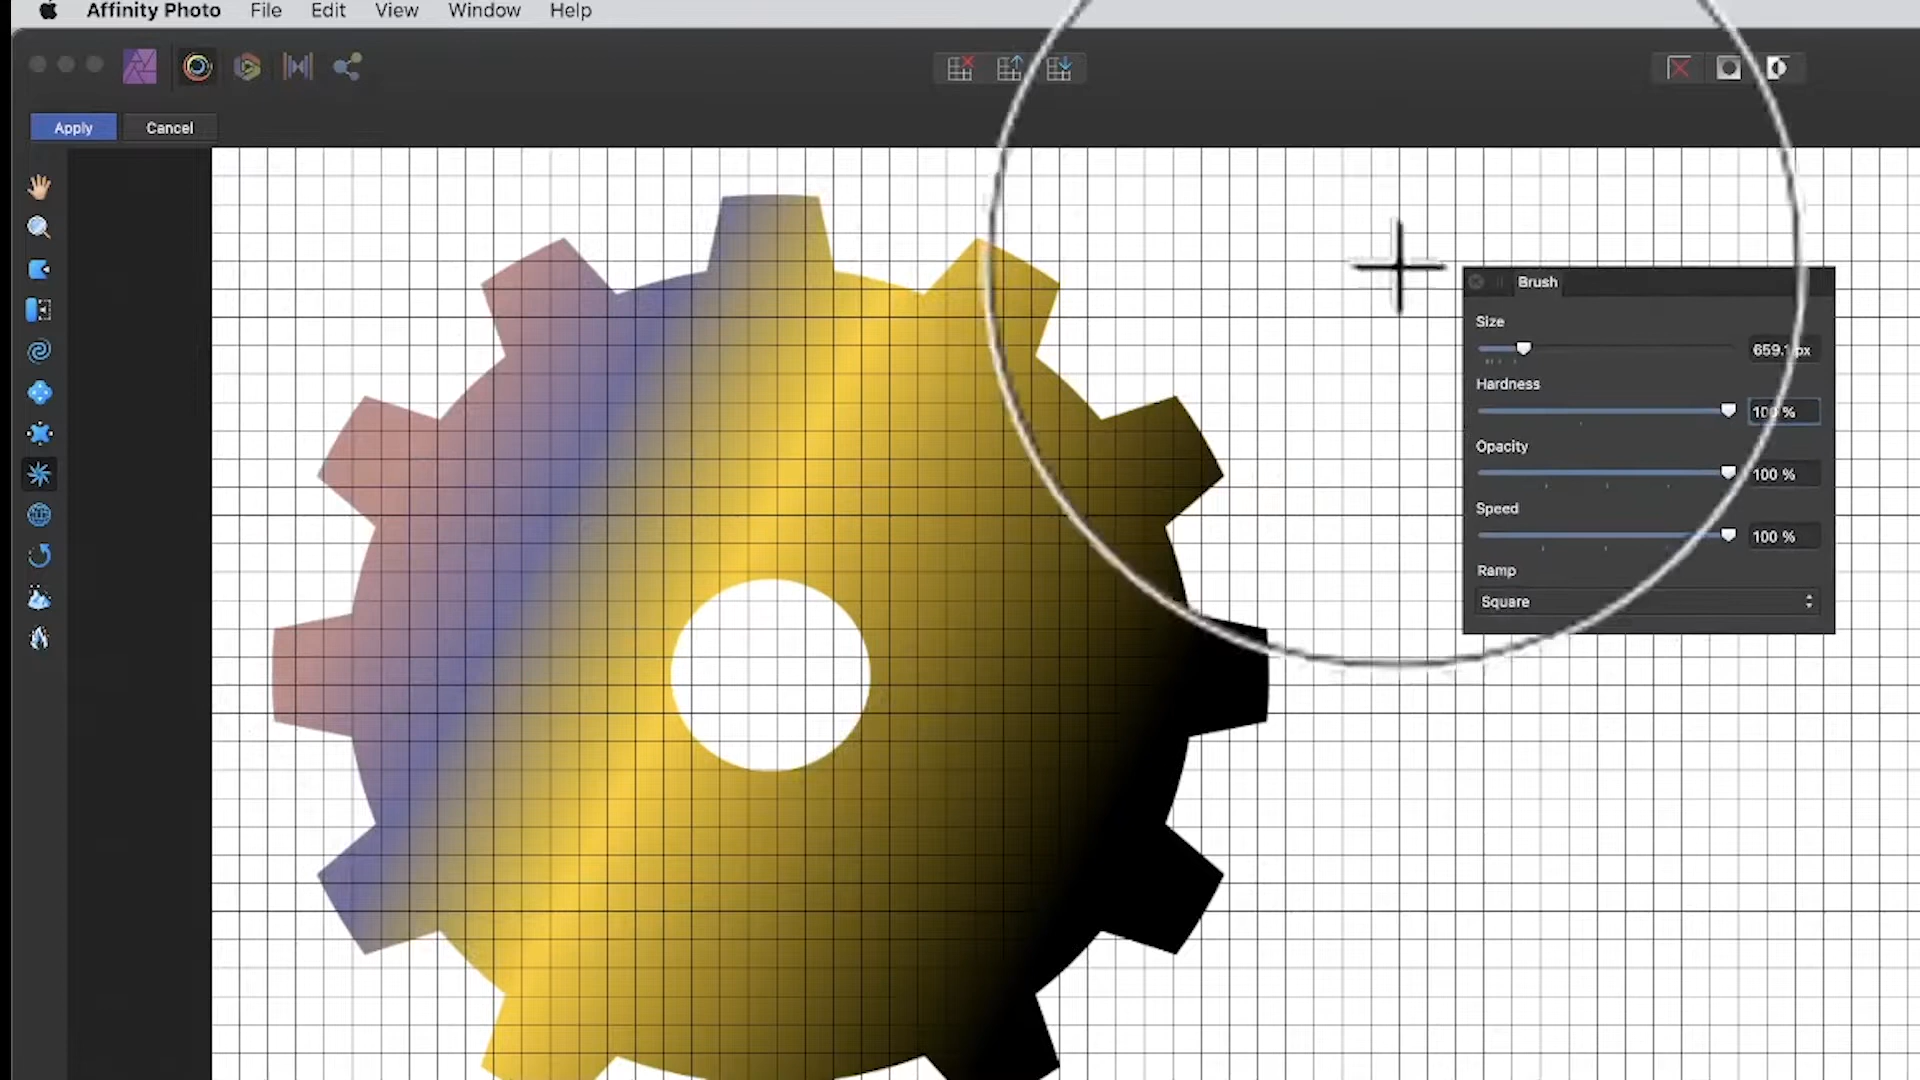 Affinity Photo File Edit View Window Help
Apply Cancel
Brush
Size
659.1 px
Hardness
100 %
Opacity
100 %
Speed
100 %
Ramp
Square